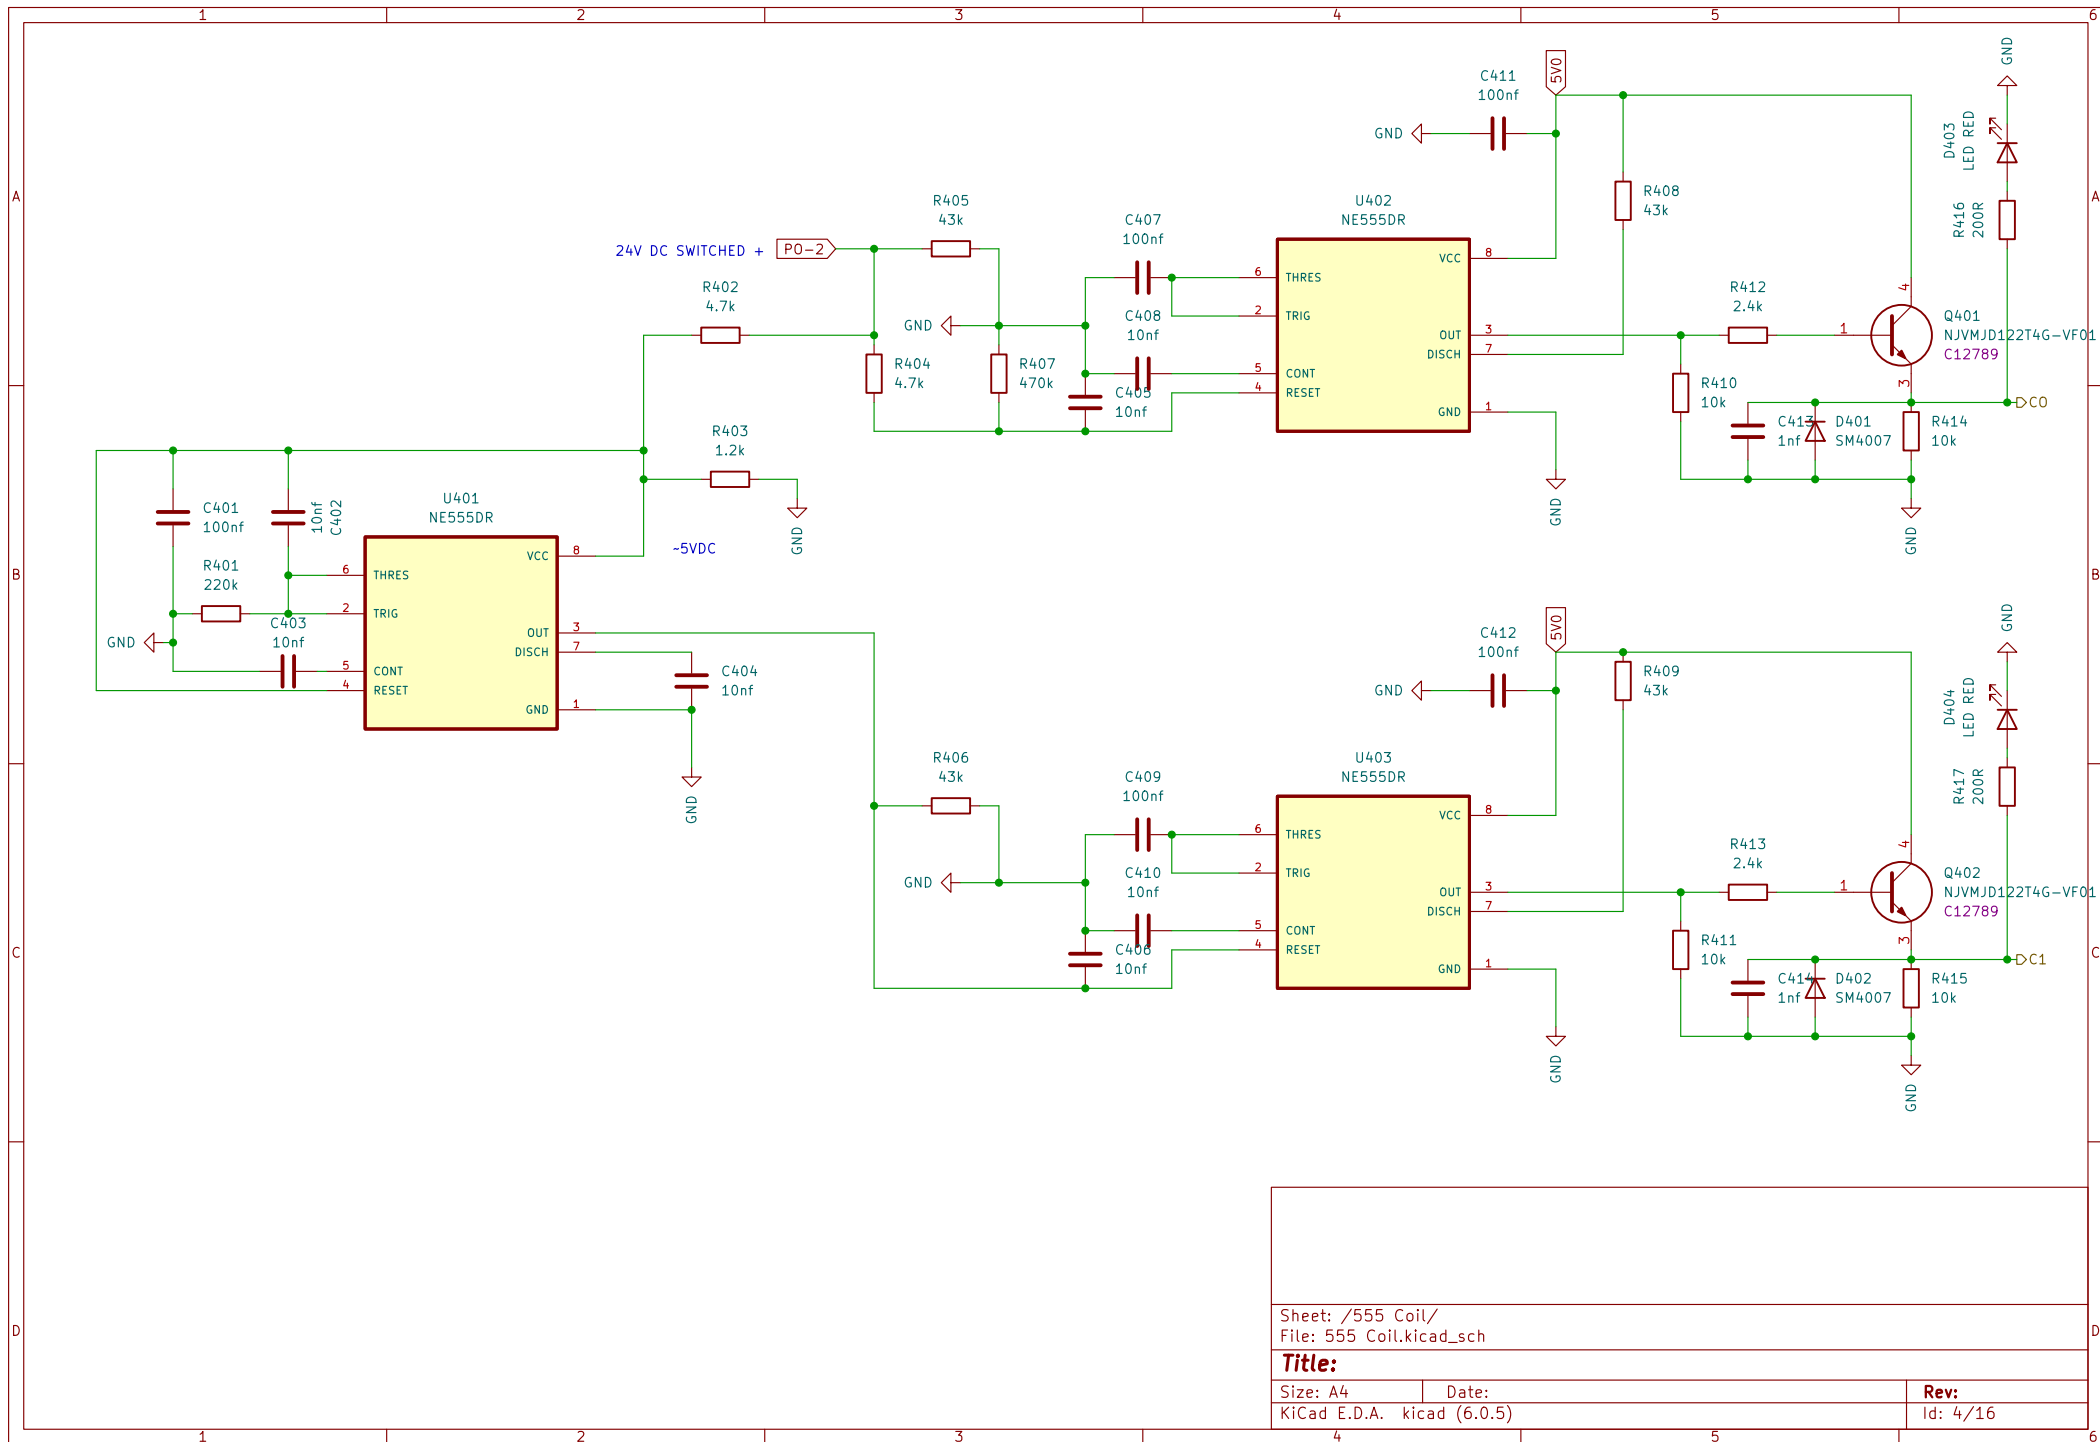 1 2 3 4 5 6
A
B
C
D
A
B
C
D
24V DC SWITCHED +
PO-2
R405
43k
R402
4.7k
R404
4.7k
GND
R407
470k
R403
1.2k
GND
C407
100nf
C408
10nf
C405
10nf
C411
100nf
GND
5V0
U402
NE555DR
VCC 8
6 THRES
2 TRIG
OUT 3
DISCH 7
5 CONT
4 RESET
GND 1
GND
R408
43k
R412
2.4k
R410
10k
1
4
3
Q401
NJVMJD122T4G-VF01
C12789
C413
1nf
D401
SM4007
R414
10k
GND
C0
GND
D403
LED RED
R416
200R
C401
100nf
10nf
C402
R401
220k
GND
C403
10nf
U401
NE555DR
VCC 8
6 THRES
2 TRIG
OUT 3
DISCH 7
5 CONT
4 RESET
GND 1
~5VDC
C404
10nf
GND
R406
43k
GND
C409
100nf
C410
10nf
C406
10nf
C412
100nf
GND
5V0
U403
NE555DR
VCC 8
6 THRES
2 TRIG
OUT 3
DISCH 7
5 CONT
4 RESET
GND 1
GND
R409
43k
R413
2.4k
R411
10k
1
4
3
Q402
NJVMJD122T4G-VF01
C12789
C414
1nf
D402
SM4007
R415
10k
GND
C1
GND
D404
LED RED
R417
200R
Sheet: /555 Coil/
File: 555 Coil.kicad_sch
Title:
Size: A4 Date: Rev:
KiCad E.D.A. kicad (6.0.5) Id: 4/16
1 2 3 4 5 6